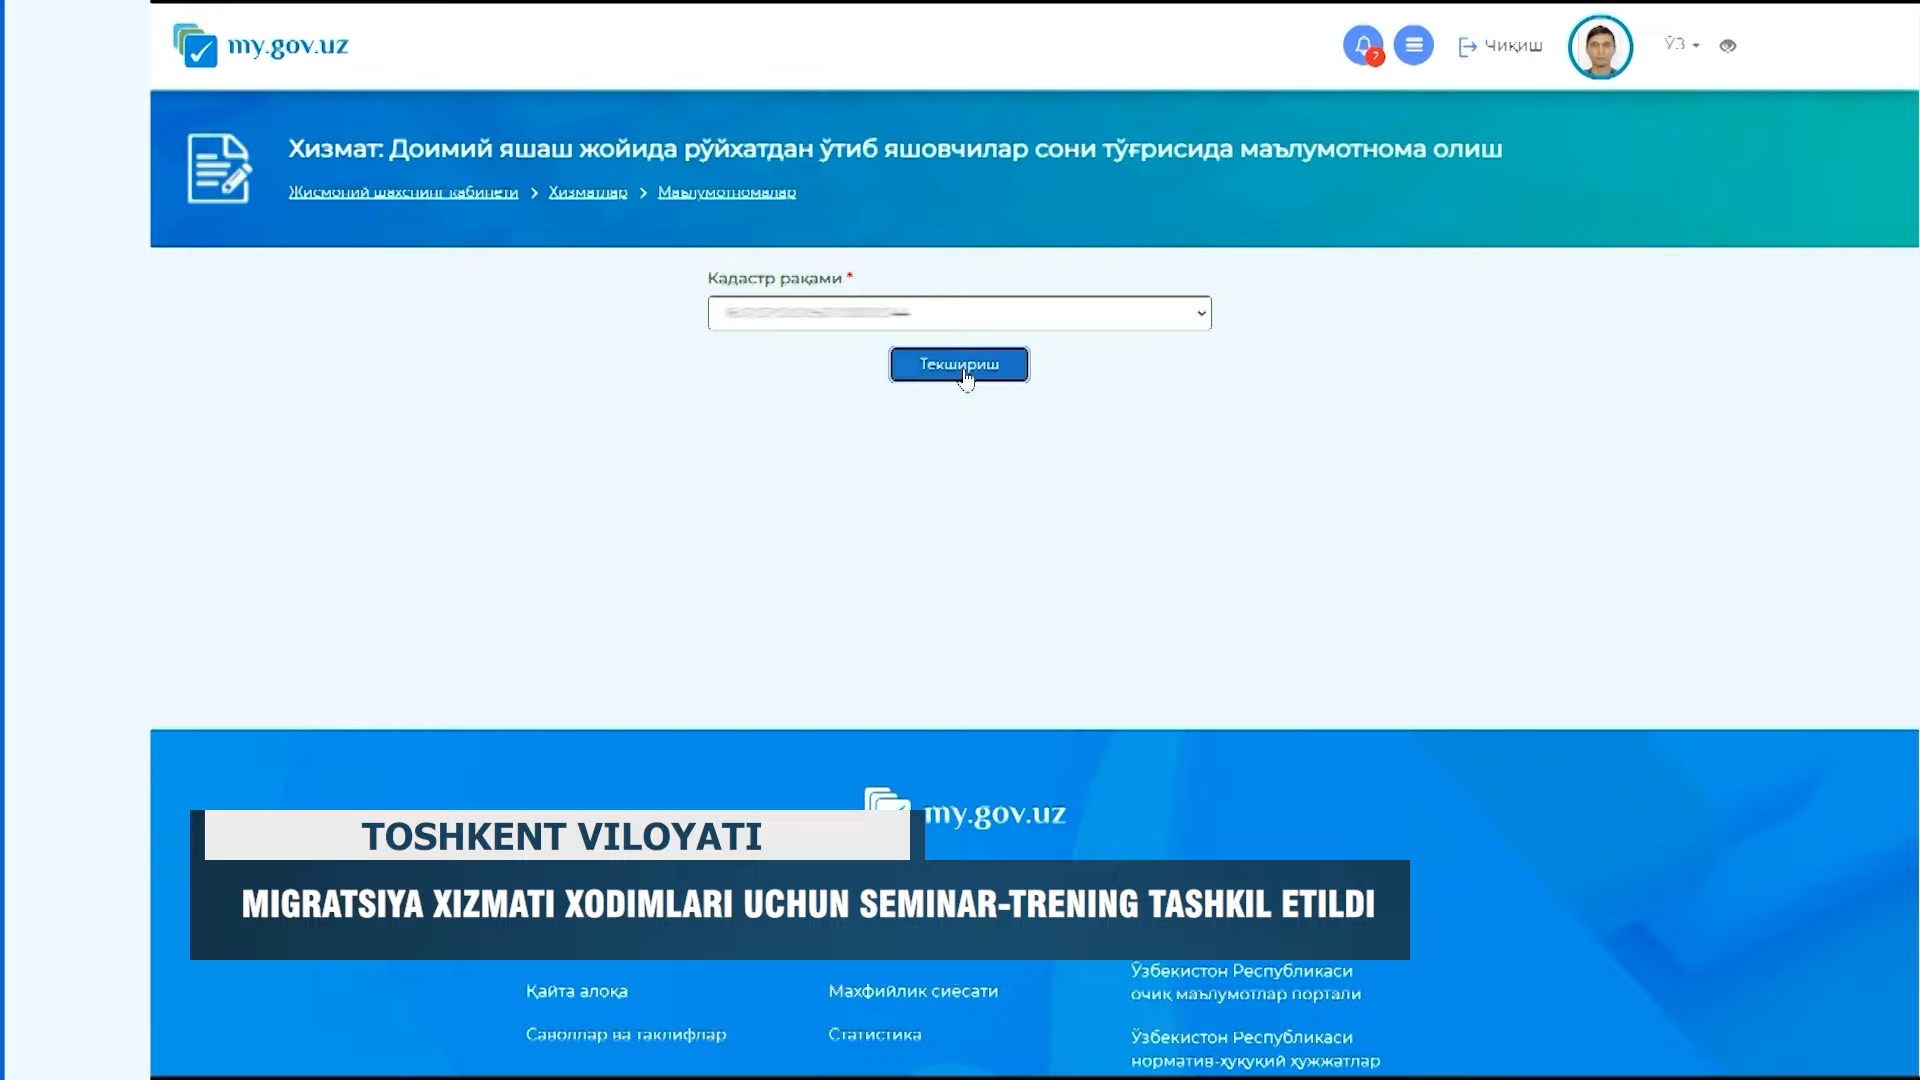 my.gov.uz
2
Чиқиш
ЎЗ
Хизмат: Доимий яшаш жойида рўйхатдан ўтиб яшовчилар сони тўғрисида маълумотнома олиш
Жисмоний шахснинг кабинети > Хизматлар > Маълумотномалар
Кадастр рақами *
Текшириш
my.gov.uz
TOSHKENT VILOYATI
MIGRATSIYA XIZMATI XODIMLARI UCHUN SEMINAR-TRENING TASHKIL ETILDI
Қайта алоқа
Махфийлик сиёсати
Ўзбекистон Республикаси
очиқ маълумотлар портали
Саволлар ва таклифлар
Статистика
Ўзбекистон Республикаси
норматив-ҳуқуқий ҳужжатлар